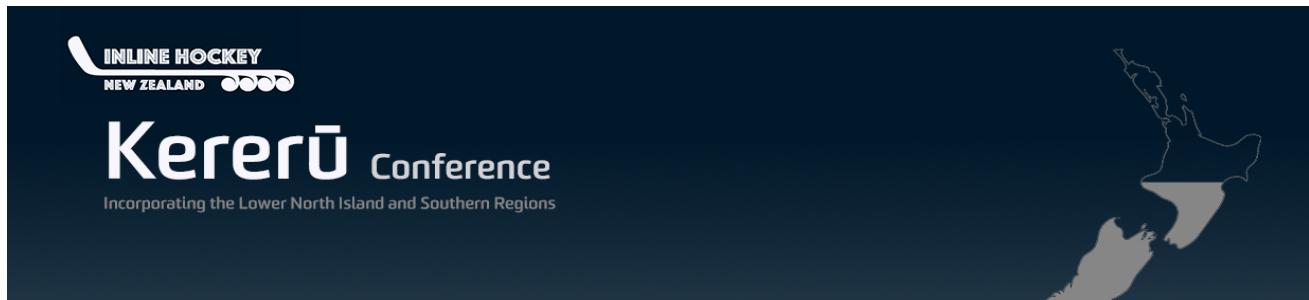 INLINE HOCKEY
NEW ZEALAND
Kererū Conference
Incorporating the Lower North Island and Southern Regions